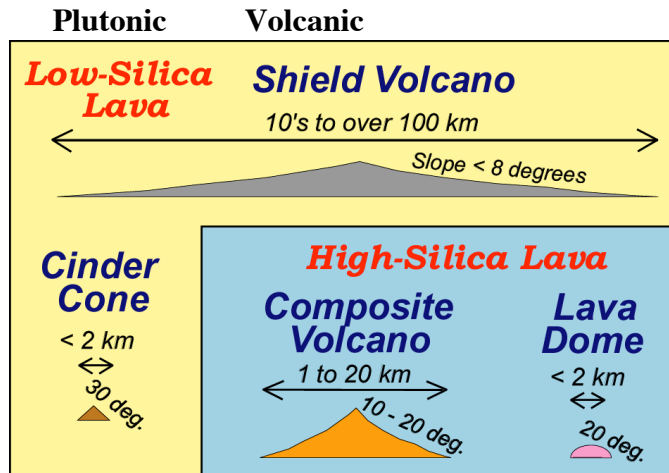 Plutonic Volcanic
Low-Silica
Lava
Shield Volcano
10's to over 100 km
Slope < 8 degrees
High-Silica Lava
Cinder
Cone
< 2 km
30 deg.
Composite
Volcano
1 to 20 km
10 - 20 deg.
Lava
Dome
< 2 km
20 deg.